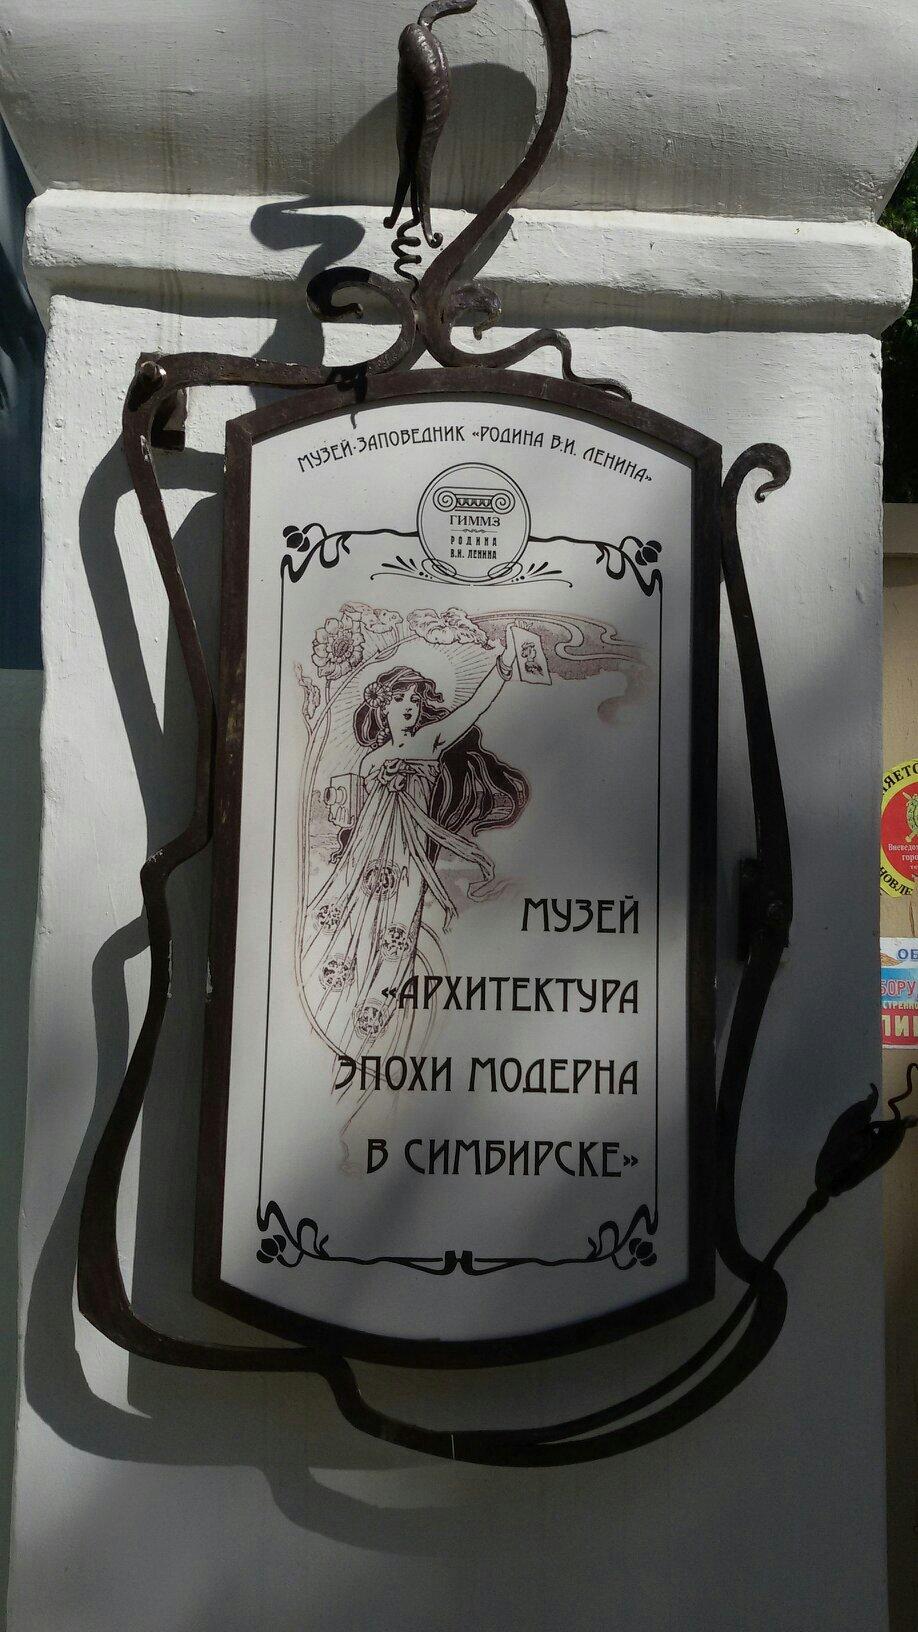 МУЗЕЙ-ЗАПОВЕДНИК «РОДИНА В.И. ЛЕНИНА»
ГИММЗ
РОДИНА
В.И. ЛЕНИНА
МУЗЕЙ
«АРХИТЕКТУРА
ЭПОХИ МОДЕРНА
В СИМБИРСКЕ»